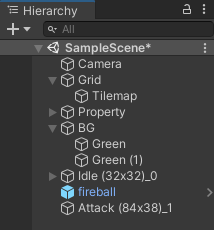 Hierarchy
All
SampleScene*
Camera
Grid
Tilemap
Property
BG
Green
Green (1)
Idle (32x32)_0
fireball
Attack (84x38)_1